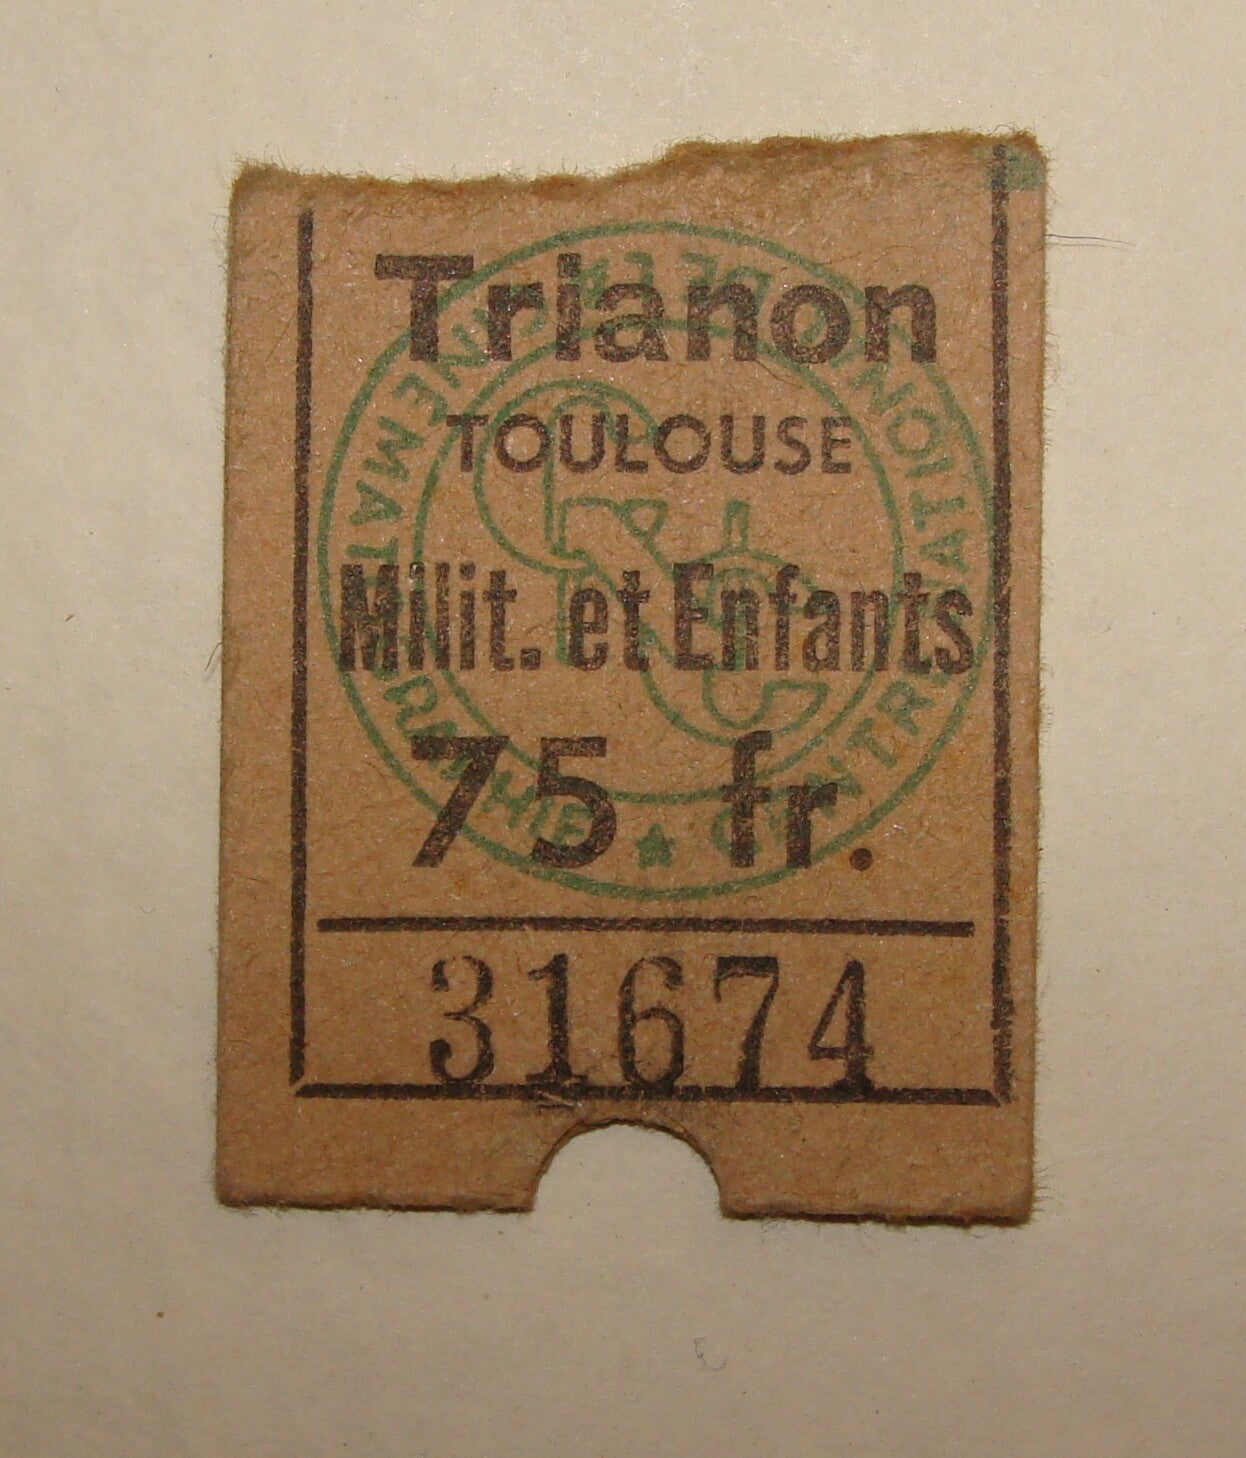 Trianon
TOULOUSE
Milit. et Enfants
75 fr.
31674